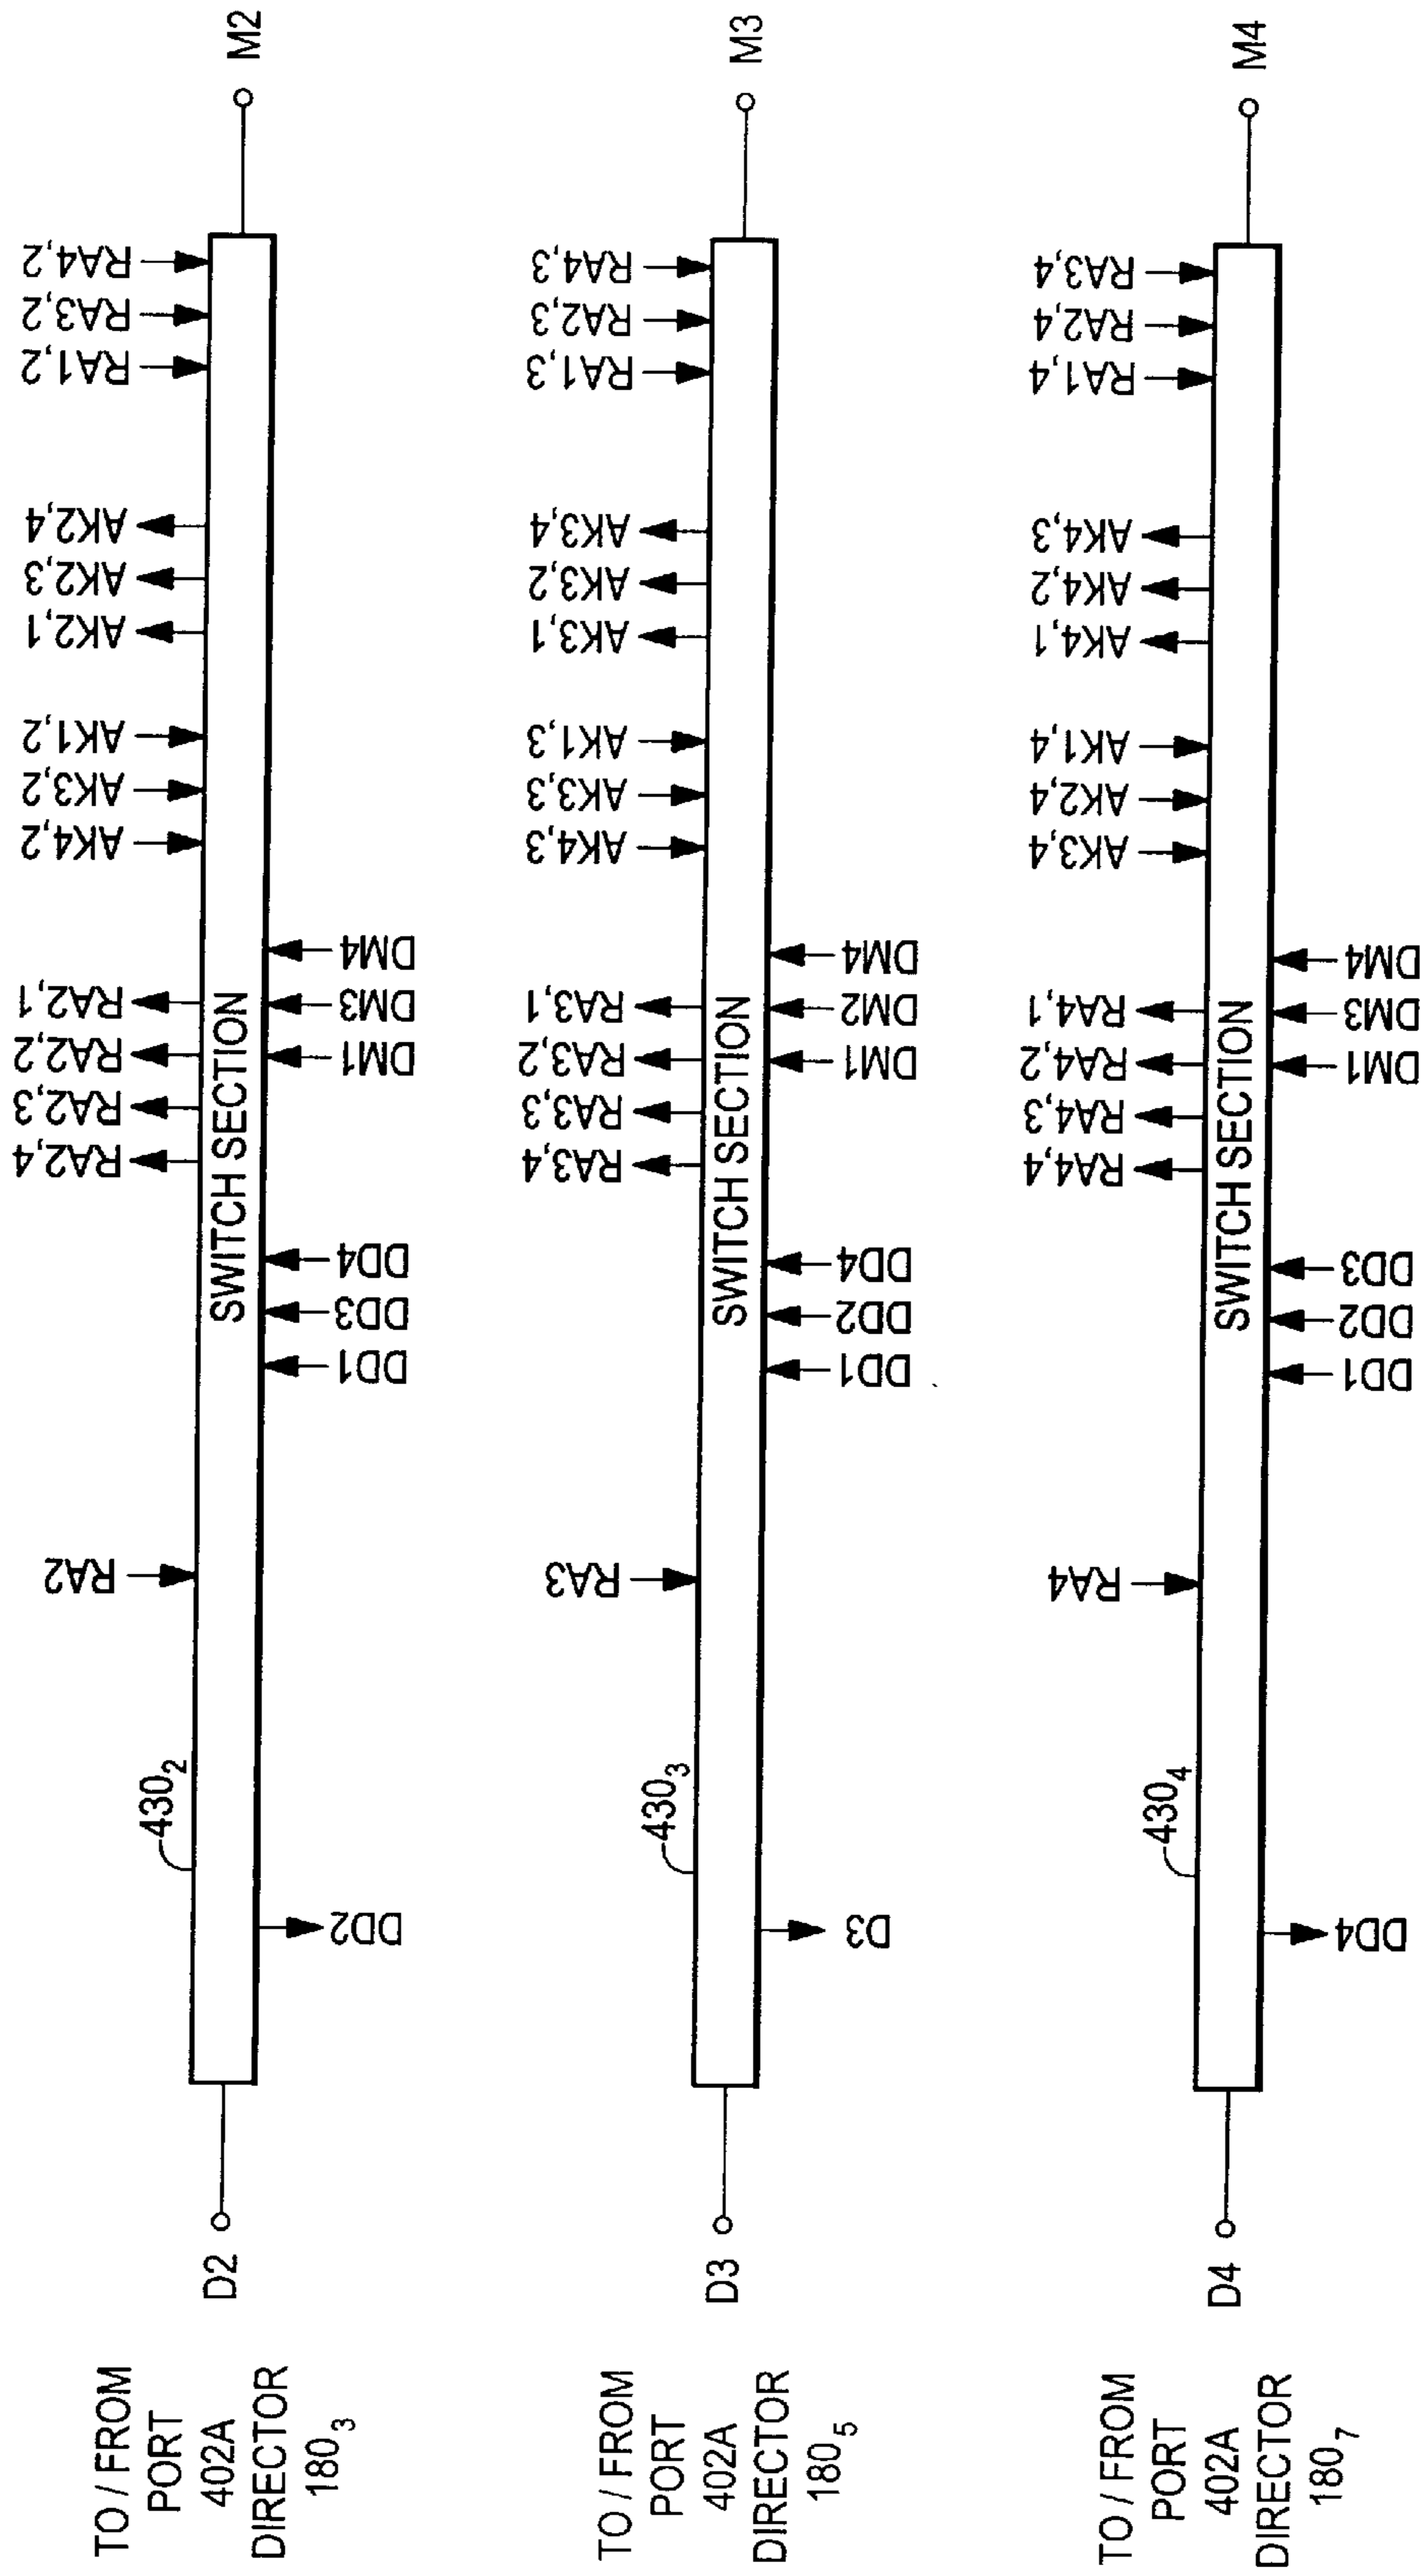 TO / FROM
PORT
402A
DIRECTOR
180₃
D2
430₂
DD2
RA2
DD1
DD3
DD4
RA2,4
RA2,3
RA2,2
RA2,1
SWITCH SECTION
DM1
DM3
DM4
AK4,2
AK3,2
AK1,2
AK2,1
AK2,3
AK2,4
RA1,2
RA3,2
RA4,2
M2
TO / FROM
PORT
402A
DIRECTOR
180₅
D3
430₃
D3
RA3
DD1
DD2
DD4
RA3,4
RA3,3
RA3,2
RA3,1
SWITCH SECTION
DM1
DM2
DM4
AK4,3
AK3,3
AK1,3
AK3,1
AK3,2
AK3,4
RA1,3
RA2,3
RA4,3
M3
TO / FROM
PORT
402A
DIRECTOR
180₇
D4
430₄
DD4
RA4
DD1
DD2
DD3
RA4,4
RA4,3
RA4,2
RA4,1
SWITCH SECTION
DM1
DM3
DM4
AK3,4
AK2,4
AK1,4
AK4,1
AK4,2
AK4,3
RA1,4
RA2,4
RA3,4
M4